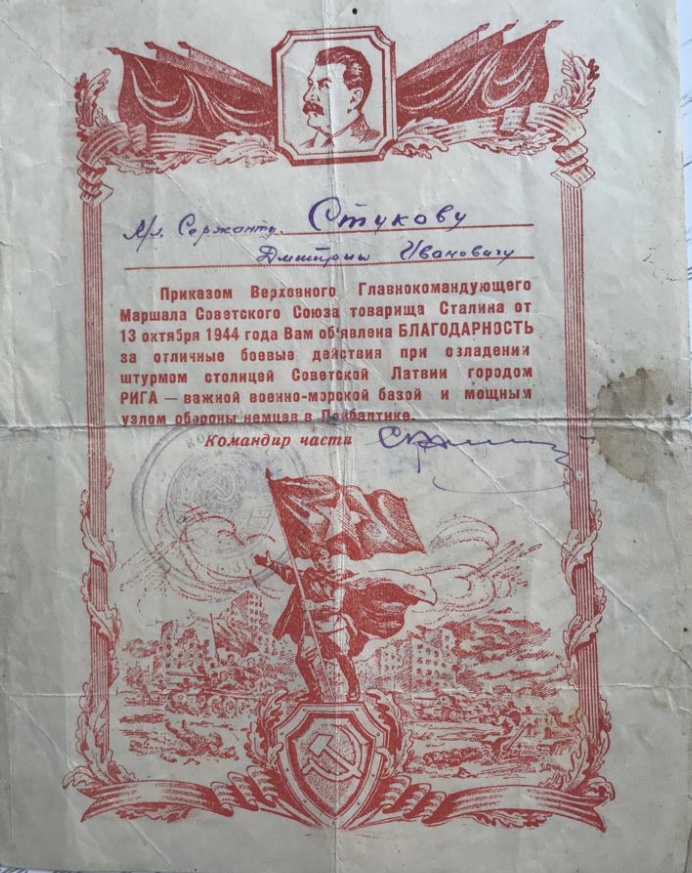 Мл. Сержанту. Стукову
Дмитрию Ивановичу
Приказом Верховного Главнокомандующего
Маршала Советского Союза товарища Сталина от
13 октября 1944 года Вам об'явлена БЛАГОДАРНОСТЬ
за отличные боевые действия при овладении
штурмом столицей Советской Латвии городом
РИГА — важной военно-морской базой и мощным
узлом обороны немцев в Прибалтике.
Командир части